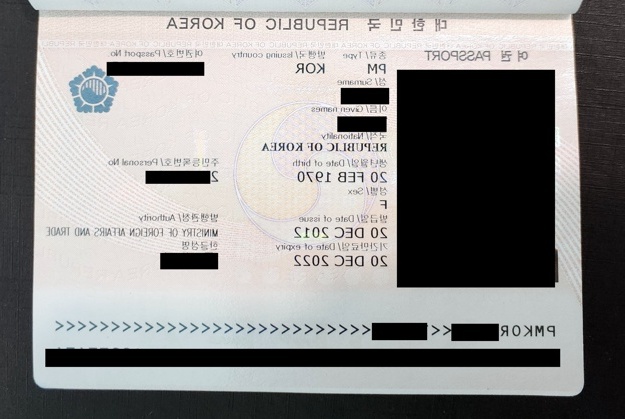 대한민국 REPUBLIC OF KOREA
여권 PASSPORT
종류/ Type 발행국/ Issuing country 여권번호/ Passport No
PM KOR
성/ Surname
이름/ Given names
국적/ Nationality
REPUBLIC OF KOREA
생년월일/ Date of birth 주민등록번호/ Personal No
20 FEB 1970 2
성별/ Sex
F
발급일/ Date of issue 발행관청/ Authority
20 DEC 2012 MINISTRY OF FOREIGN AFFAIRS AND TRADE
기간만료일/ Date of expiry 한글성명
20 DEC 2022
PMKOR <<<<<<<<<<<<<<<<<<<<<<<<<<<